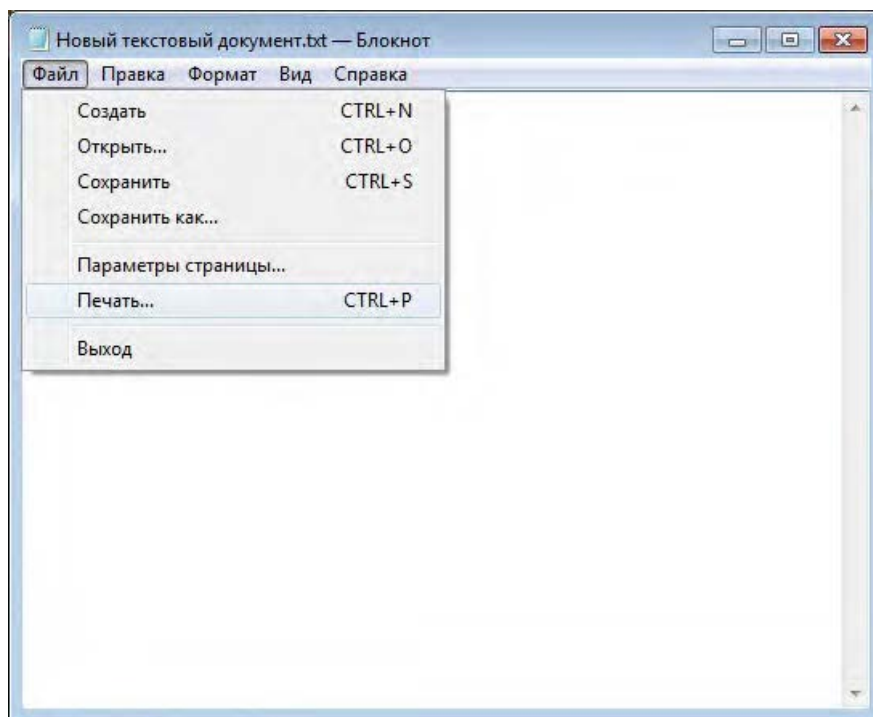 Новый текстовый документ.txt — Блокнот
Файл Правка Формат Вид Справка
Создать CTRL+N
Открыть... CTRL+O
Сохранить CTRL+S
Сохранить как...
Параметры страницы...
Печать... CTRL+P
Выход